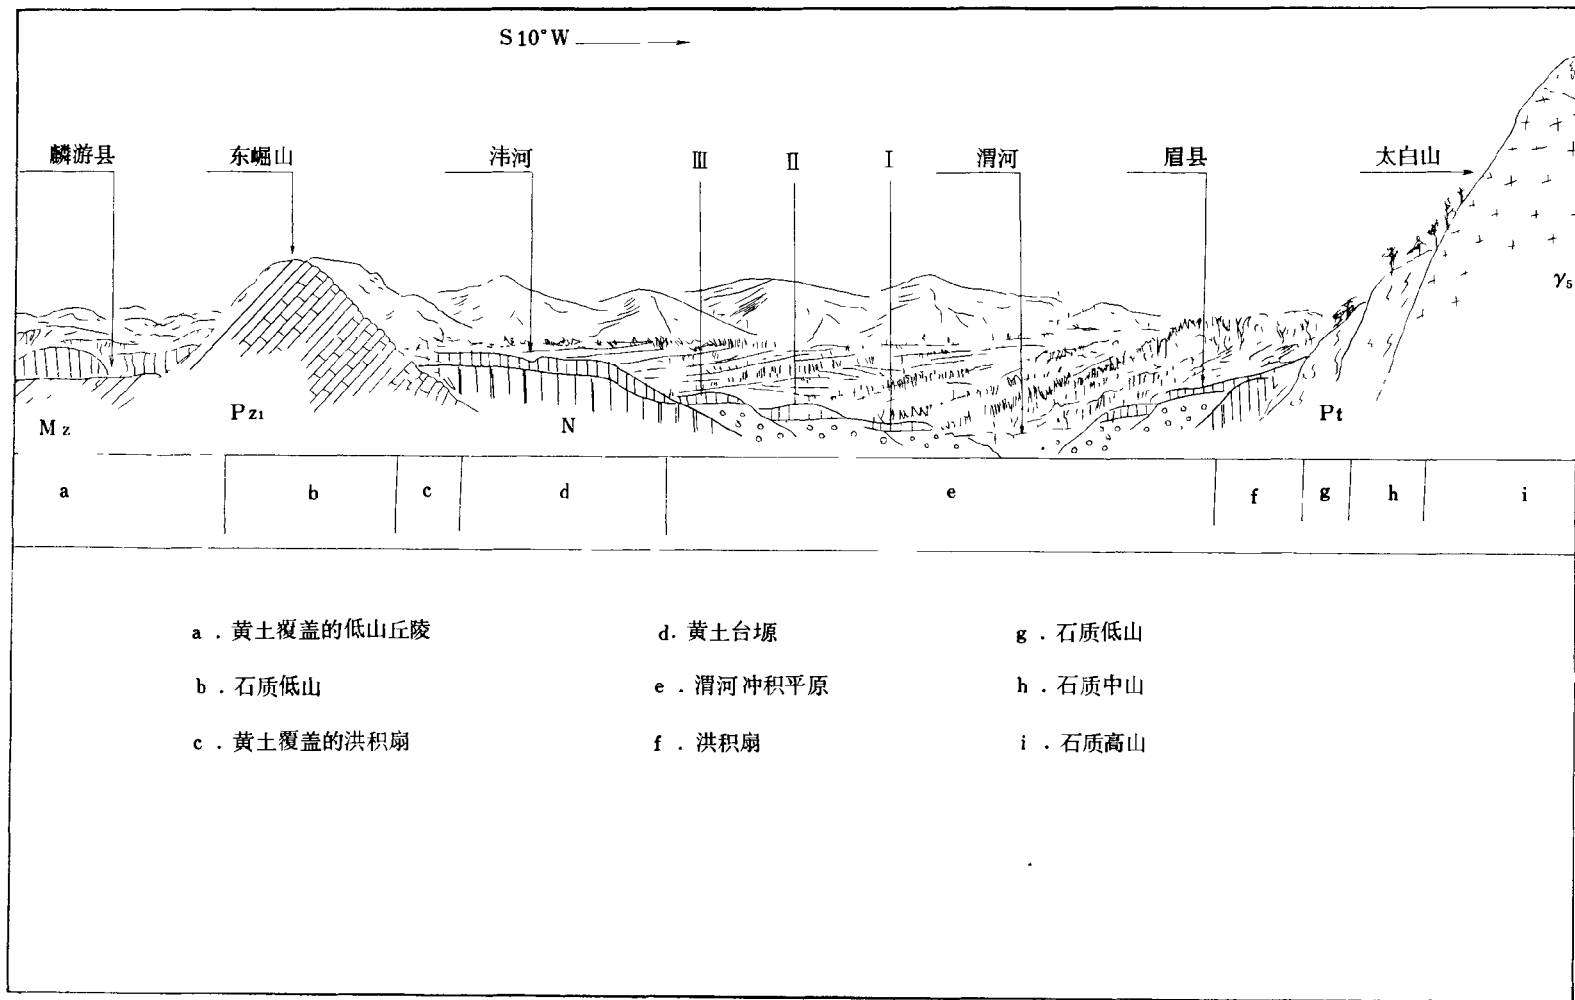 S 10°W
麟游县 东崛山 沣河 Ⅲ Ⅱ Ⅰ 渭河 眉县 太白山
γ5
Mz Pz1 N Pt
a b c d e f g h i
a . 黄土覆盖的低山丘陵 d. 黄土台塬 g . 石质低山
b . 石质低山 e . 渭河冲积平原 h . 石质中山
c . 黄土覆盖的洪积扇 f . 洪积扇 i . 石质高山